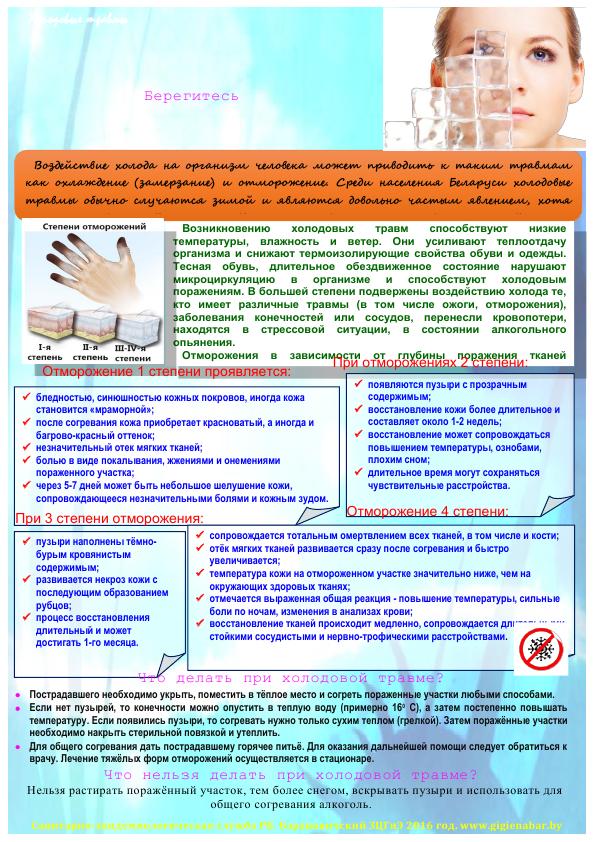 Берегитесь
Воздействие холода на организм человека может приводить к таким травмам
как охлаждение (замерзание) и отморожение. Среди населения Беларуси холодовые
травмы обычно случаются зимой и являются довольно частым явлением, хотя
Степени отморожений
I-я степень
II-я степень
III-IV-я степени
Возникновению холодовых травм способствуют низкие
температуры, влажность и ветер. Они усиливают теплоотдачу
организма и снижают термоизолирующие свойства обуви и одежды.
Тесная обувь, длительное обездвиженное состояние нарушают
микроциркуляцию в организме и способствуют холодовым
поражениям. В большей степени подвержены воздействию холода те,
кто имеет различные травмы (в том числе ожоги, отморожения),
заболевания конечностей или сосудов, перенесли кровопотери,
находятся в стрессовой ситуации, в состоянии алкогольного
опьянения.
Отморожения в зависимости от глубины поражения тканей
Отморожение 1 степени проявляется:
✓ бледностью, синюшностью кожных покровов, иногда кожа
становится «мраморной»;
✓ после согревания кожа приобретает красноватый, а иногда и
багрово-красный оттенок;
✓ незначительный отек мягких тканей;
✓ болью в виде покалывания, жжениями и онемениями
пораженного участка;
✓ через 5-7 дней может быть небольшое шелушение кожи,
сопровождающееся незначительными болями и кожным зудом.
При отморожениях 2 степени:
✓ появляются пузыри с прозрачным
содержимым;
✓ восстановление кожи более длительное и
составляет около 1-2 недель;
✓ восстановление может сопровождаться
повышением температуры, ознобами,
плохим сном;
✓ длительное время могут сохраняться
чувствительные расстройства.
При 3 степени отморожения:
✓ пузыри наполнены тёмно-
бурым кровянистым
содержимым;
✓ развивается некроз кожи с
последующим образованием
рубцов;
✓ процесс восстановления
длительный и может
достигать 1-го месяца.
Отморожение 4 степени:
✓ сопровождается тотальным омертвлением всех тканей, в том числе и кости;
✓ отёк мягких тканей развивается сразу после согревания и быстро
увеличивается;
✓ температура кожи на отмороженном участке значительно ниже, чем на
окружающих здоровых тканях;
✓ отмечается выраженная общая реакция - повышение температуры, сильные
боли по ночам, изменения в анализах крови;
✓ восстановление тканей происходит медленно, сопровождается
стойкими сосудистыми и нервно-трофическими расстройствами.
Что делать при холодовой травме?
● Пострадавшего необходимо укрыть, поместить в тёплое место и согреть пораженные участки любыми способами.
● Если нет пузырей, то конечности можно опустить в теплую воду (примерно 16º С), а затем постепенно повышать
температуру. Если появились пузыри, то согревать нужно только сухим теплом (грелкой). Затем поражённые участки
необходимо накрыть стерильной повязкой и утеплить.
● Для общего согревания дать пострадавшему горячее питьё. Для оказания дальнейшей помощи следует обратиться к
врачу. Лечение тяжёлых форм отморожений осуществляется в стационаре.
Что нельзя делать при холодовой травме?
Нельзя растирать поражённый участок, тем более снегом, вскрывать пузыри и использовать для
общего согревания алкоголь.
Санитарно-эпидемиологическая служба РБ, Барановичский ЗЦГиЭ 2016 год, www.gigienabar.by